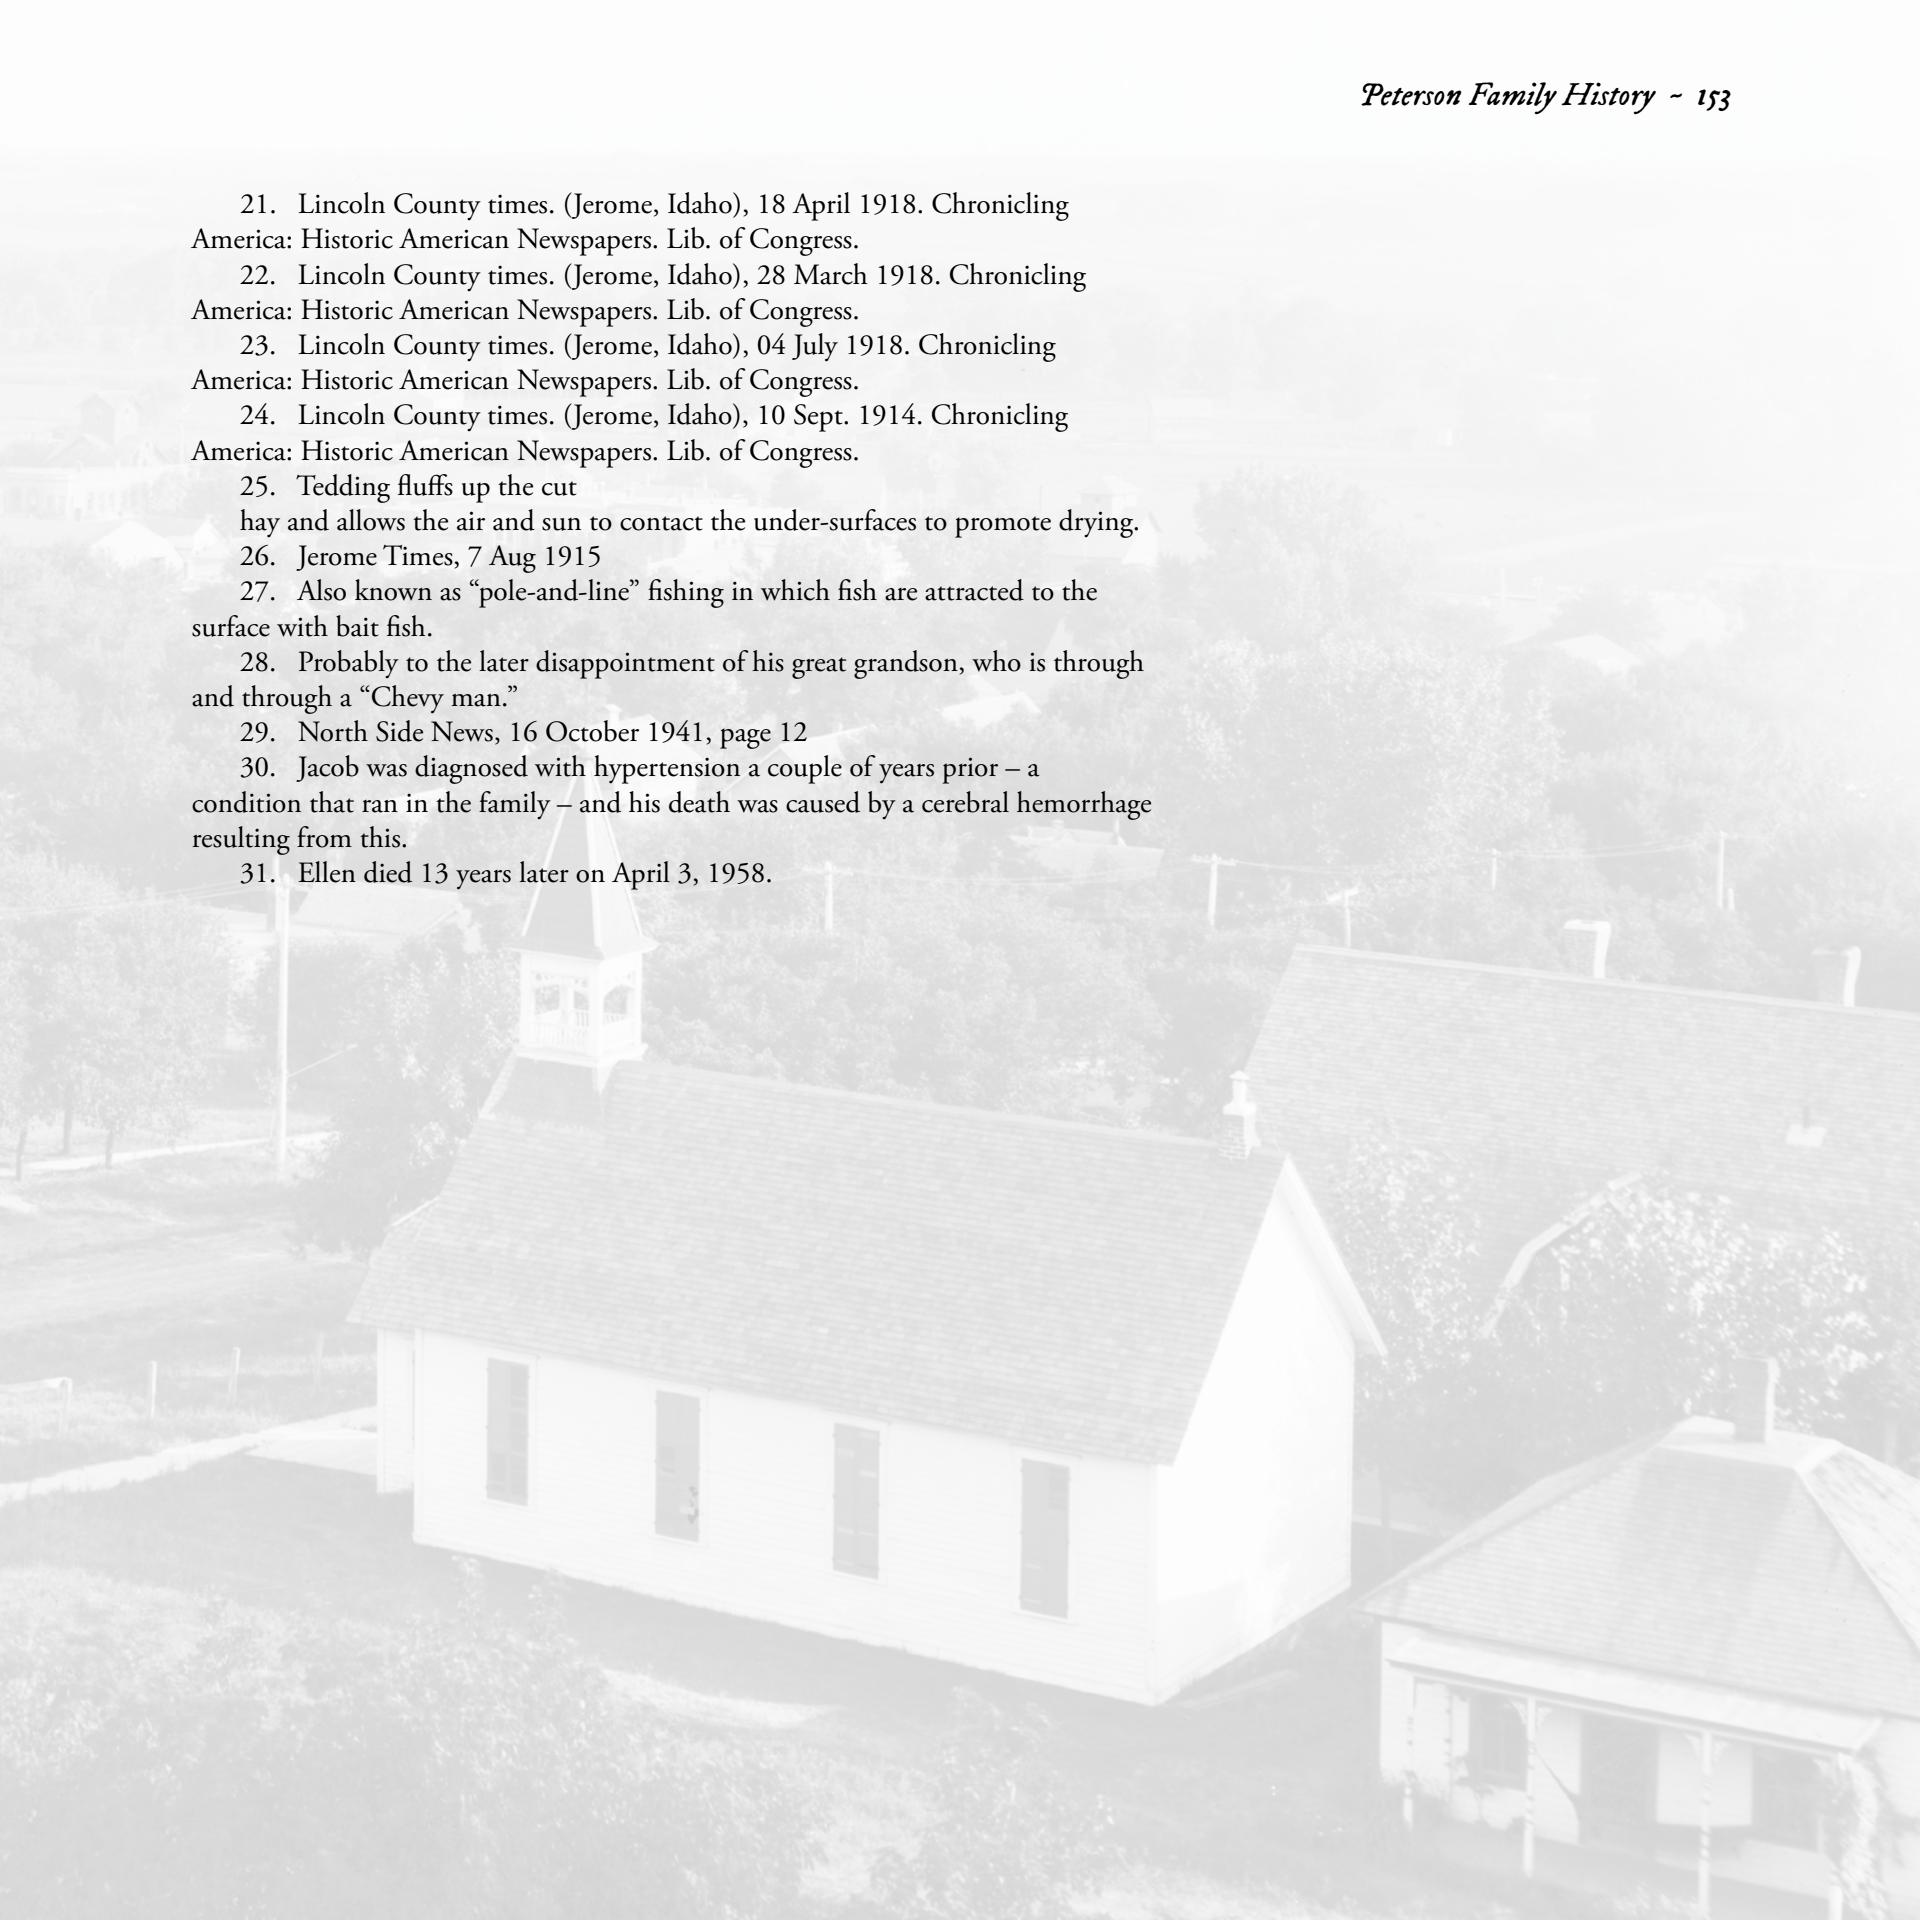 Peterson Family History ~ 153
21. Lincoln County times. (Jerome, Idaho), 18 April 1918. Chronicling
America: Historic American Newspapers. Lib. of Congress.
22. Lincoln County times. (Jerome, Idaho), 28 March 1918. Chronicling
America: Historic American Newspapers. Lib. of Congress.
23. Lincoln County times. (Jerome, Idaho), 04 July 1918. Chronicling
America: Historic American Newspapers. Lib. of Congress.
24. Lincoln County times. (Jerome, Idaho), 10 Sept. 1914. Chronicling
America: Historic American Newspapers. Lib. of Congress.
25. Tedding fluffs up the cut
hay and allows the air and sun to contact the under-surfaces to promote drying.
26. Jerome Times, 7 Aug 1915
27. Also known as “pole-and-line” fishing in which fish are attracted to the
surface with bait fish.
28. Probably to the later disappointment of his great grandson, who is through
and through a “Chevy man.”
29. North Side News, 16 October 1941, page 12
30. Jacob was diagnosed with hypertension a couple of years prior – a
condition that ran in the family – and his death was caused by a cerebral hemorrhage
resulting from this.
31. Ellen died 13 years later on April 3, 1958.